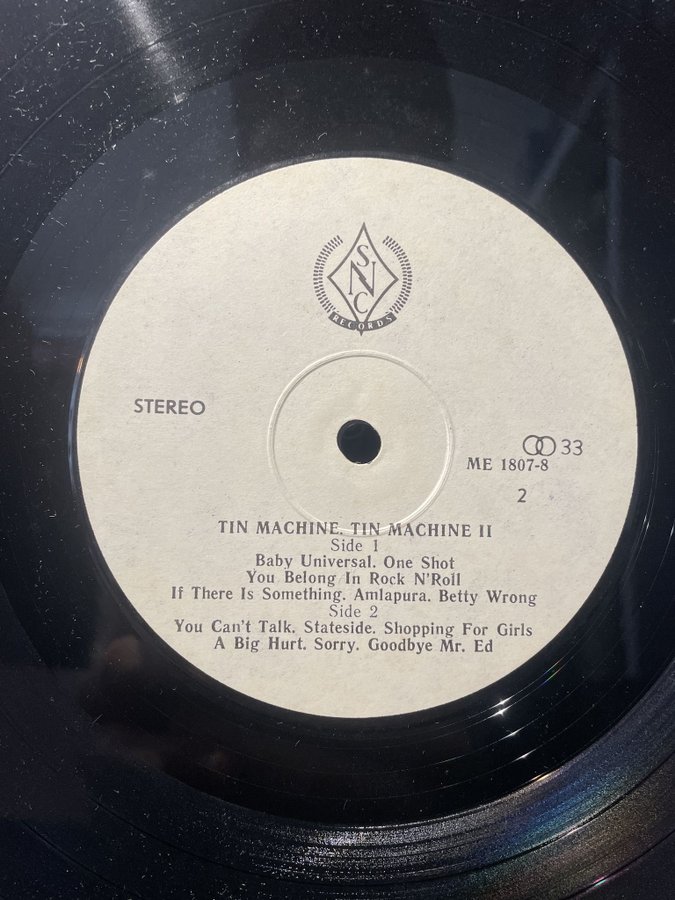 SNC
RECORDS
STEREO
33
ME 1807-8
2
TIN MACHINE. TIN MACHINE II
Side 1
Baby Universal. One Shot
You Belong In Rock N'Roll
If There Is Something. Amlapura. Betty Wrong
Side 2
You Can't Talk. Stateside. Shopping For Girls
A Big Hurt. Sorry. Goodbye Mr. Ed